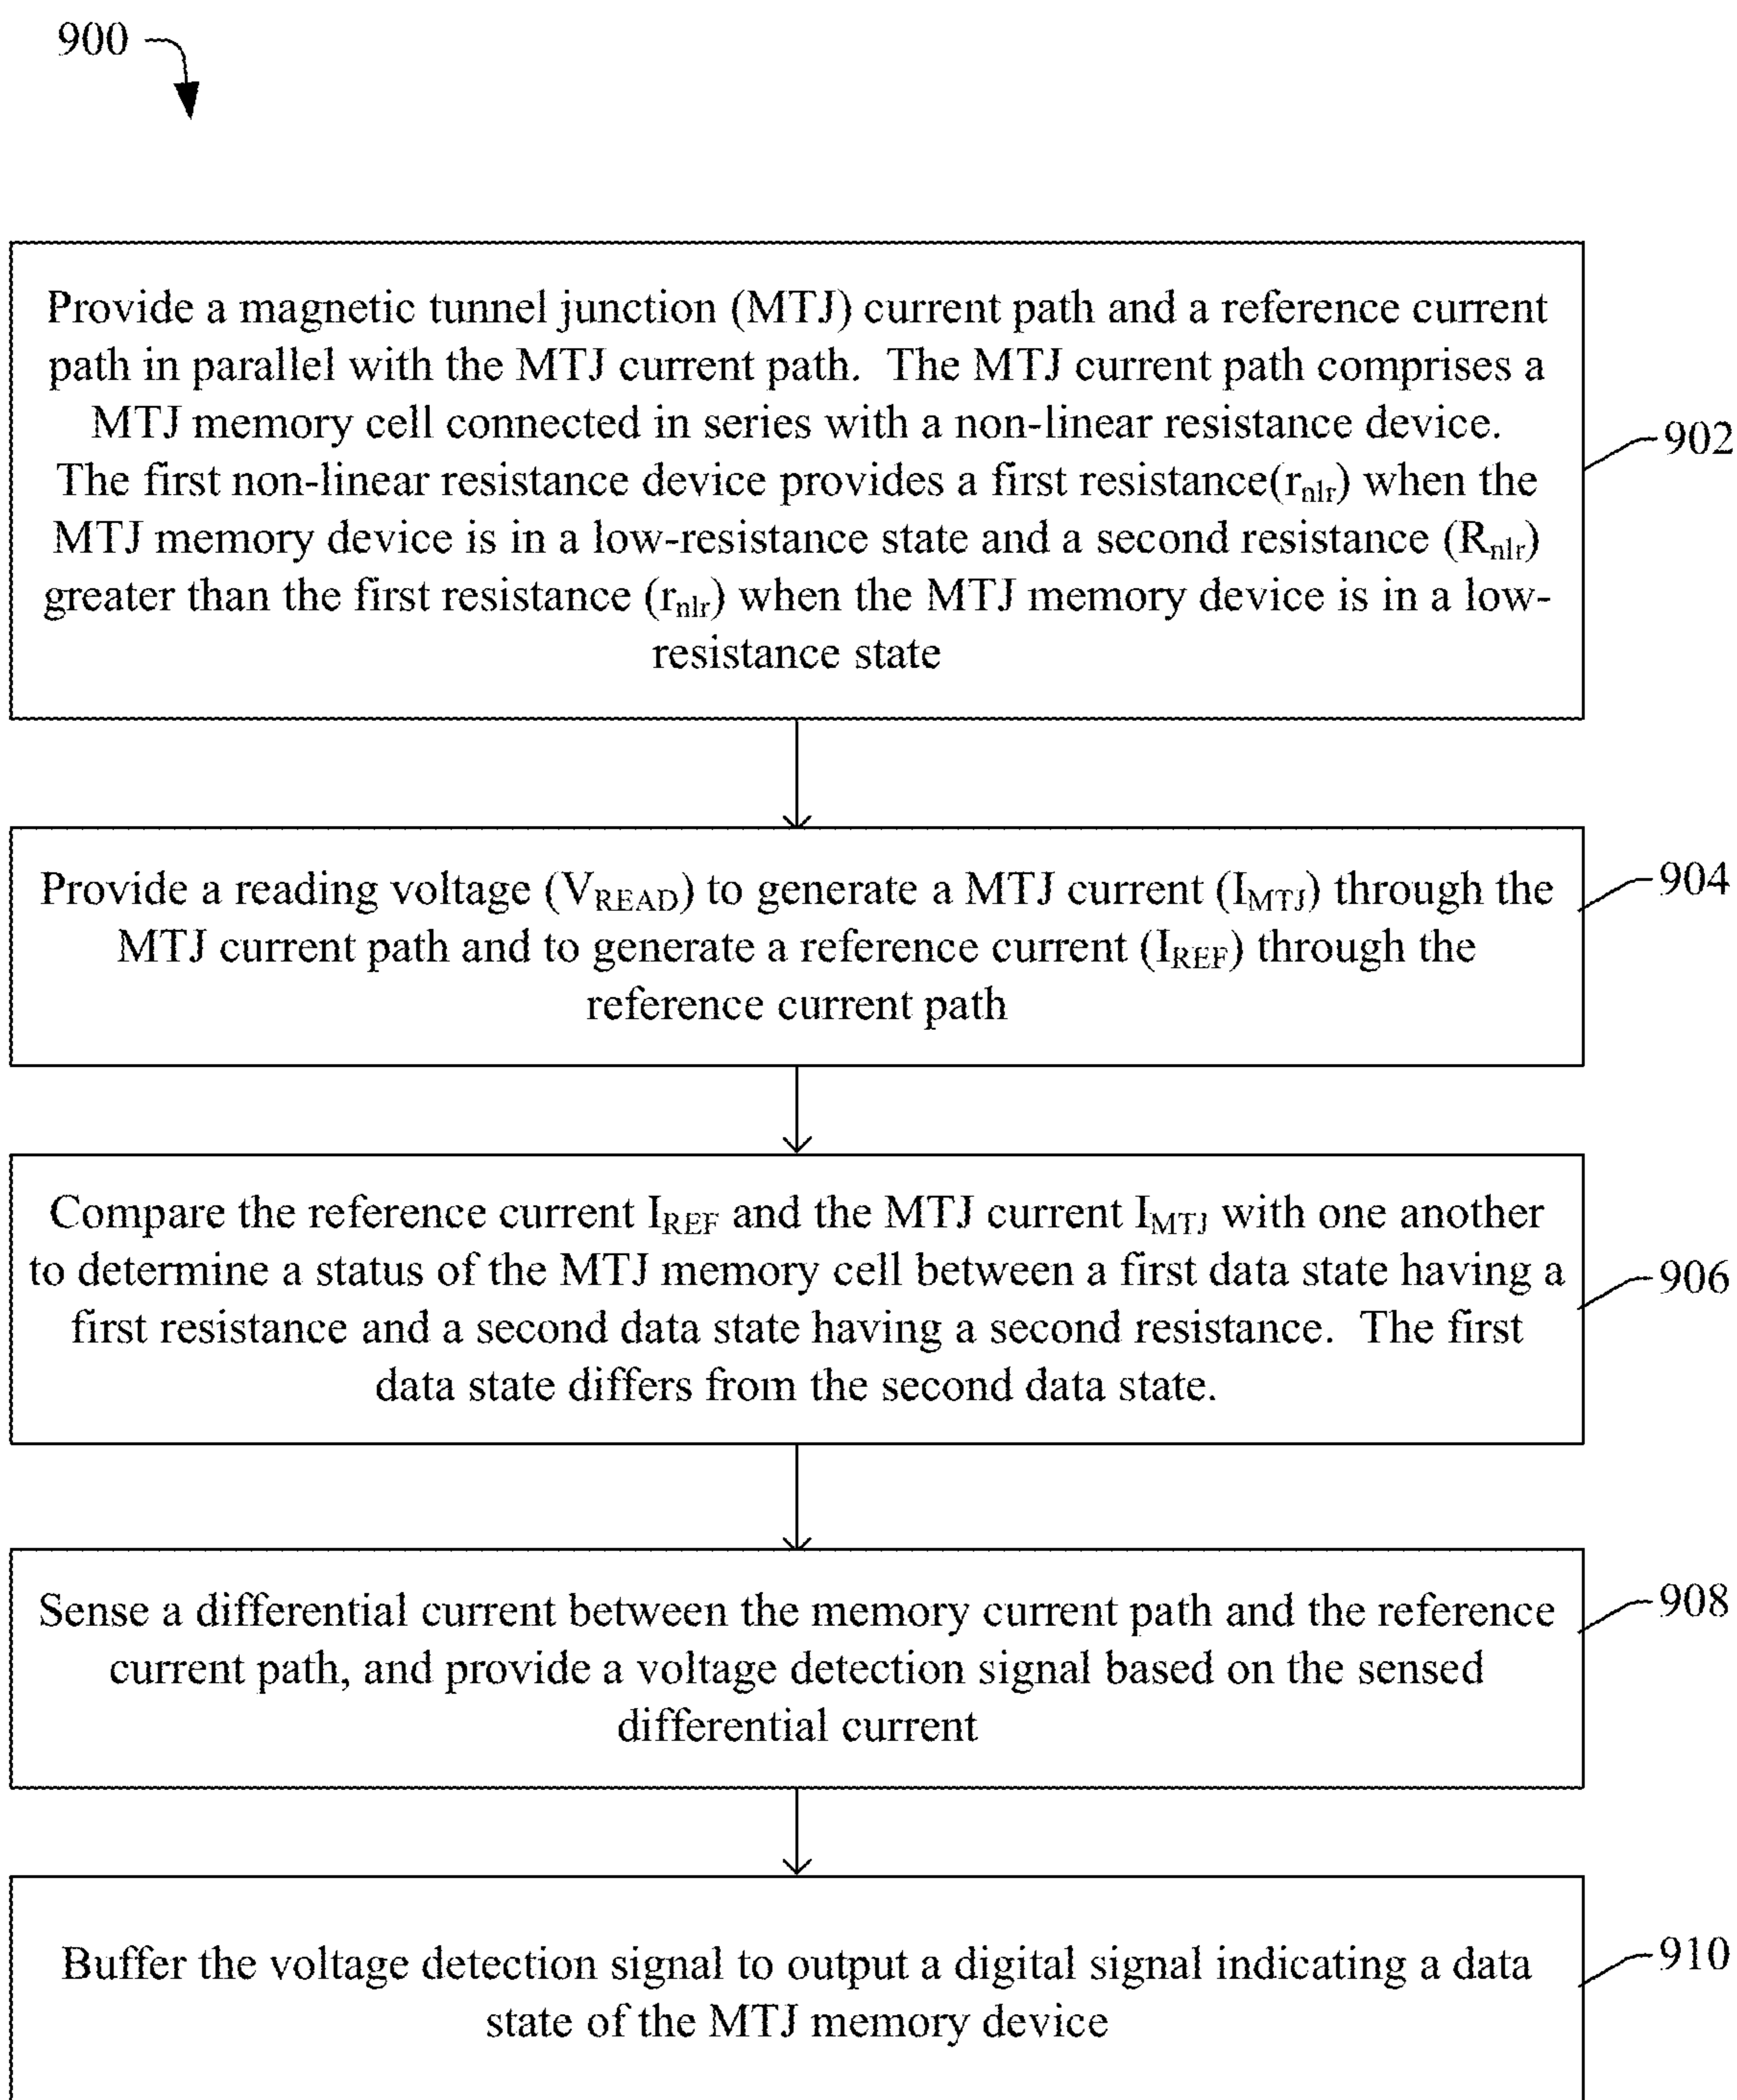 900
Provide a magnetic tunnel junction (MTJ) current path and a reference current
path in parallel with the MTJ current path. The MTJ current path comprises a
MTJ memory cell connected in series with a non-linear resistance device.
The first non-linear resistance device provides a first resistance(rnlr) when the
MTJ memory device is in a low-resistance state and a second resistance (Rnlr)
greater than the first resistance (rnlr) when the MTJ memory device is in a low-
resistance state
902
Provide a reading voltage (VREAD) to generate a MTJ current (IMTJ) through the
MTJ current path and to generate a reference current (IREF) through the
reference current path
904
Compare the reference current IREF and the MTJ current IMTJ with one another
to determine a status of the MTJ memory cell between a first data state having a
first resistance and a second data state having a second resistance. The first
data state differs from the second data state.
906
Sense a differential current between the memory current path and the reference
current path, and provide a voltage detection signal based on the sensed
differential current
908
Buffer the voltage detection signal to output a digital signal indicating a data
state of the MTJ memory device
910